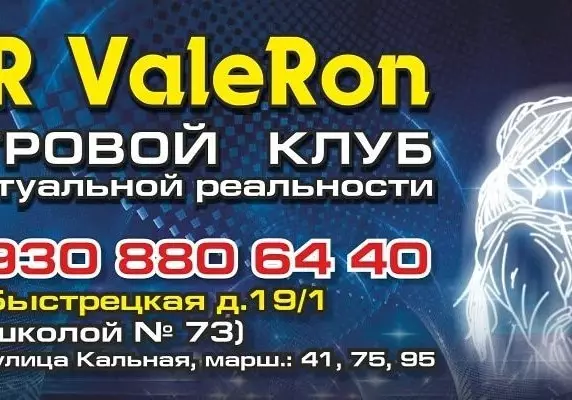 R ValeRon
РОВОЙ КЛУБ
туальной реальности
930 880 64 40
Быстрецкая д.19/1
школой № 73)
улица Кальная, марш.: 41, 75, 95